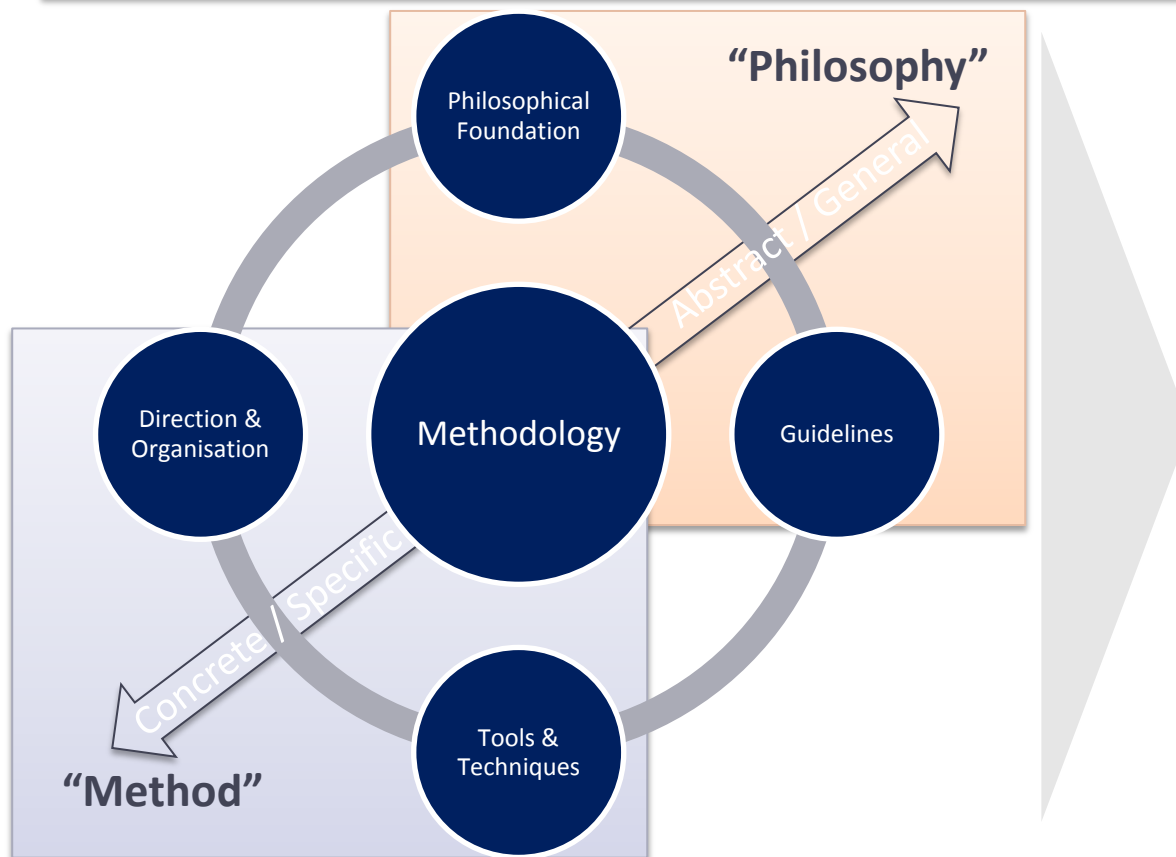 “Philosophy”
Philosophical
Foundation
Abstract / General
Direction &
Organisation
Methodology
Guidelines
Concrete / Specific
Tools &
Techniques
“Method”